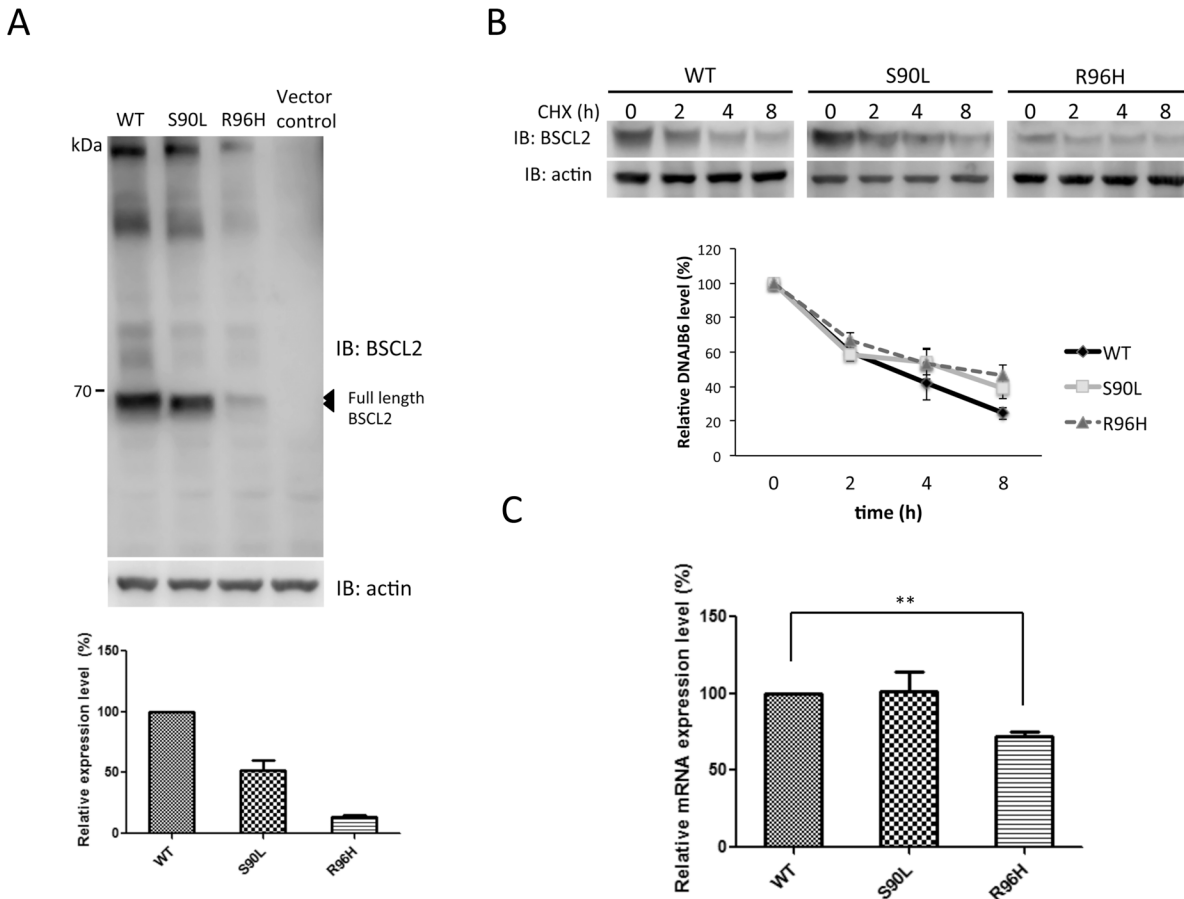 A
WT S90L R96H Vector control
kDa
70
IB: BSCL2
Full length
BSCL2
IB: actin
Relative expression level (%)
150
100
50
0
WT S90L R96H
B
WT S90L R96H
CHX (h) 0 2 4 8 0 2 4 8 0 2 4 8
IB: BSCL2
IB: actin
Relative DNAJB6 level (%)
120
100
80
60
40
20
0
0 2 4 8
time (h)
WT
S90L
R96H
C
Relative mRNA expression level (%)
150
100
50
0
**
WT S90L R96H